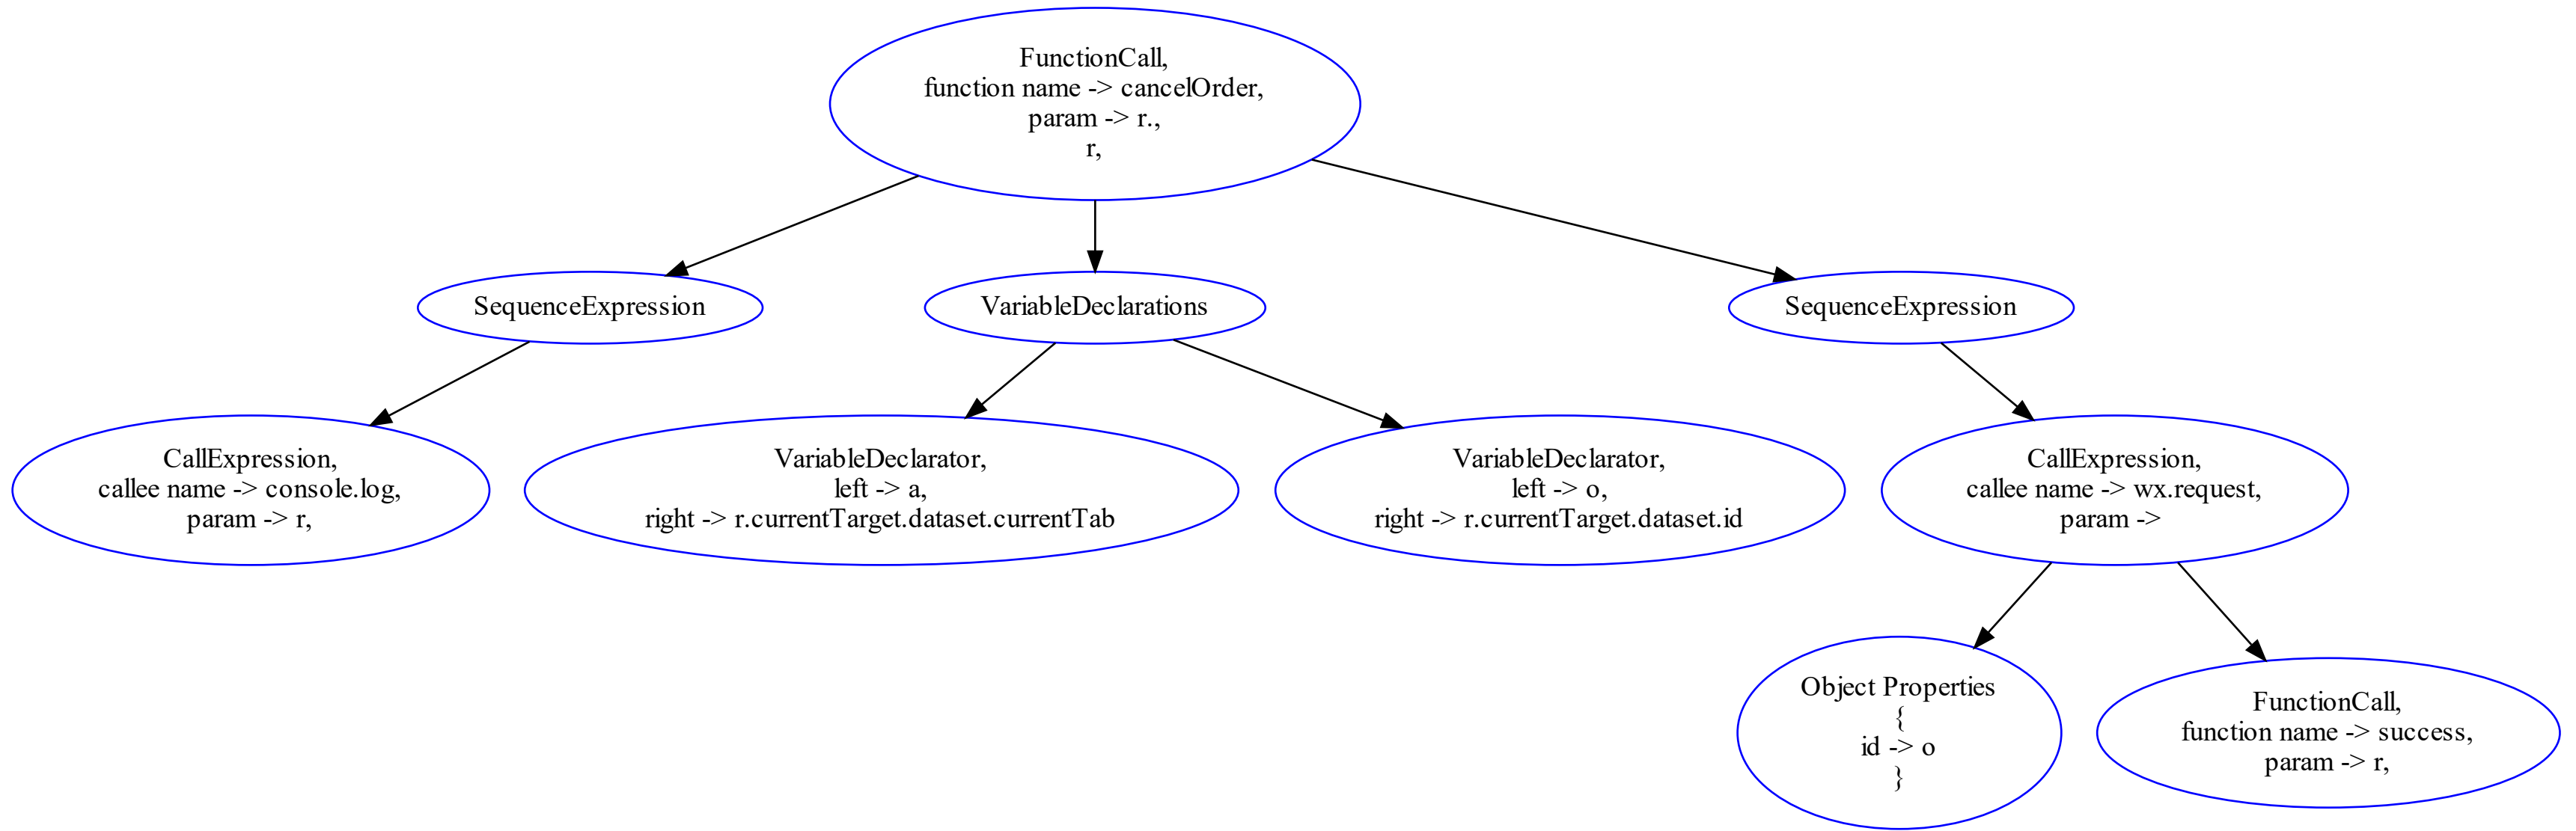 FunctionCall,
function name -> cancelOrder,
param -> r.,
r,
SequenceExpression
VariableDeclarations
SequenceExpression
CallExpression,
callee name -> console.log,
param -> r,
VariableDeclarator,
left -> a,
right -> r.currentTarget.dataset.currentTab
VariableDeclarator,
left -> o,
right -> r.currentTarget.dataset.id
CallExpression,
callee name -> wx.request,
param ->
Object Properties
{
id -> o
}
FunctionCall,
function name -> success,
param -> r,